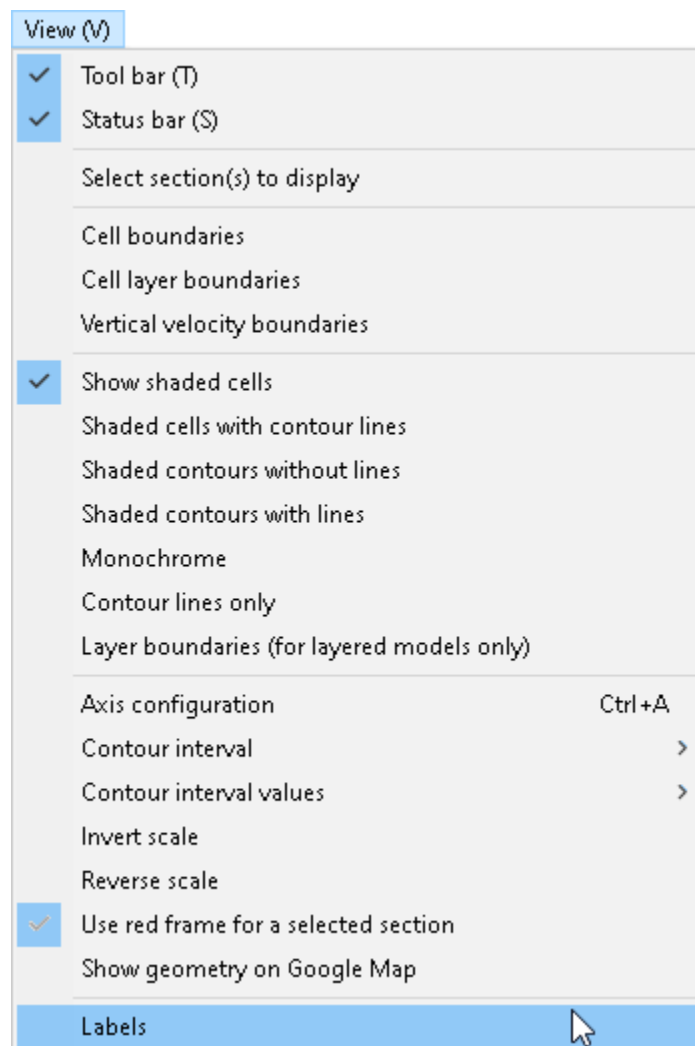 View (V)
Tool bar (T)
Status bar (S)
Select section(s) to display
Cell boundaries
Cell layer boundaries
Vertical velocity boundaries
Show shaded cells
Shaded cells with contour lines
Shaded contours without lines
Shaded contours with lines
Monochrome
Contour lines only
Layer boundaries (for layered models only)
Axis configuration Ctrl+A
Contour interval
Contour interval values
Invert scale
Reverse scale
Use red frame for a selected section
Show geometry on Google Map
Labels